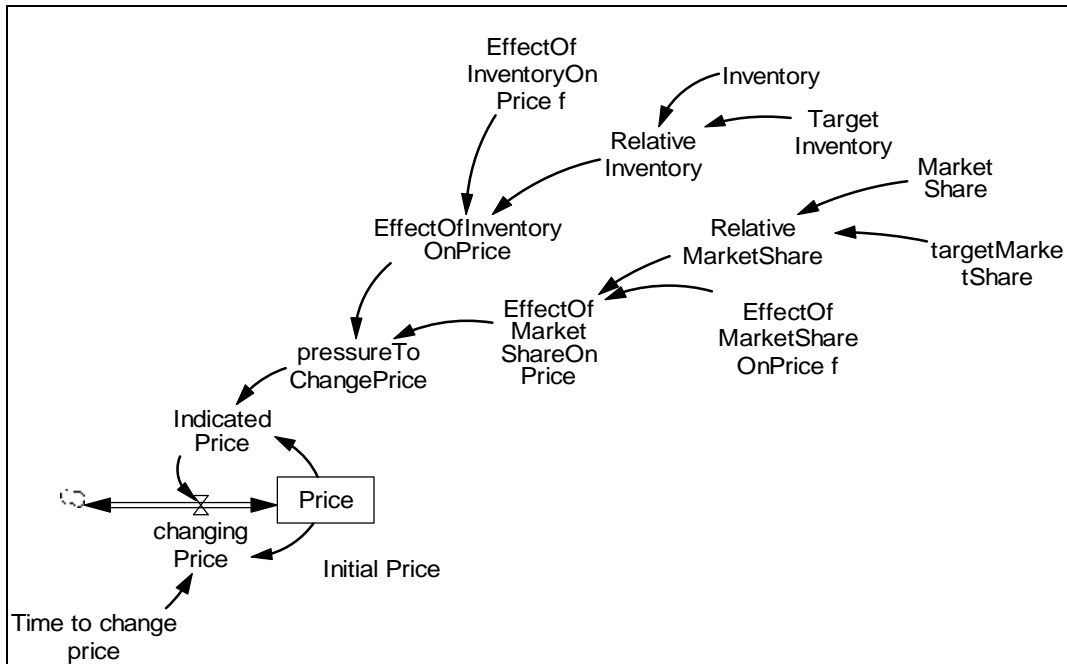 EffectOf
InventoryOn
Price f
Inventory
Target
Inventory
Relative
Inventory
Market
Share
EffectOfInventory
OnPrice
Relative
MarketShare
targetMarke
tShare
EffectOf
Market
ShareOn
Price
EffectOf
MarketShare
OnPrice f
pressureTo
ChangePrice
Indicated
Price
Price
changing
Price
Initial Price
Time to change
price